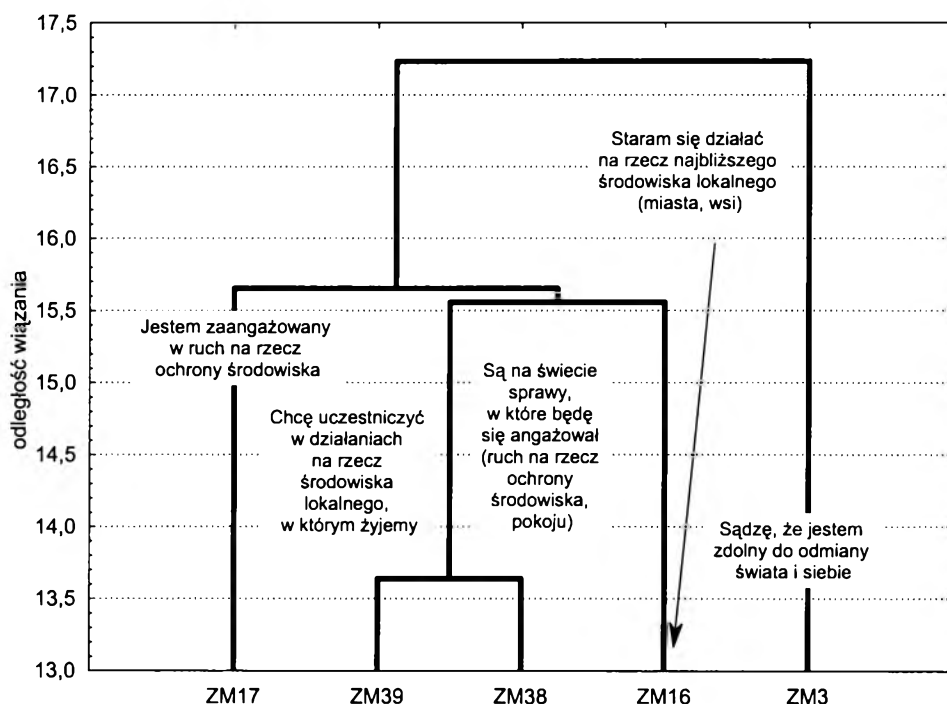 17,5
17,0
16,5
16,0
15,5
15,0
14,5
14,0
13,5
13,0
odległość wiązania
Staram się działać
na rzecz najbliższego
środowiska lokalnego
(miasta, wsi)
Jestem zaangażowany
w ruch na rzecz
ochrony środowiska
Chcę uczestniczyć
w działaniach
na rzecz
środowiska
lokalnego,
w którym żyjemy
Są na świecie
sprawy,
w które będę
się angażował
(ruch na rzecz
ochrony
środowiska,
pokoju)
Sądzę, że jestem
zdolny do odmiany
świata i siebie
ZM17 ZM39 ZM38 ZM16 ZM3